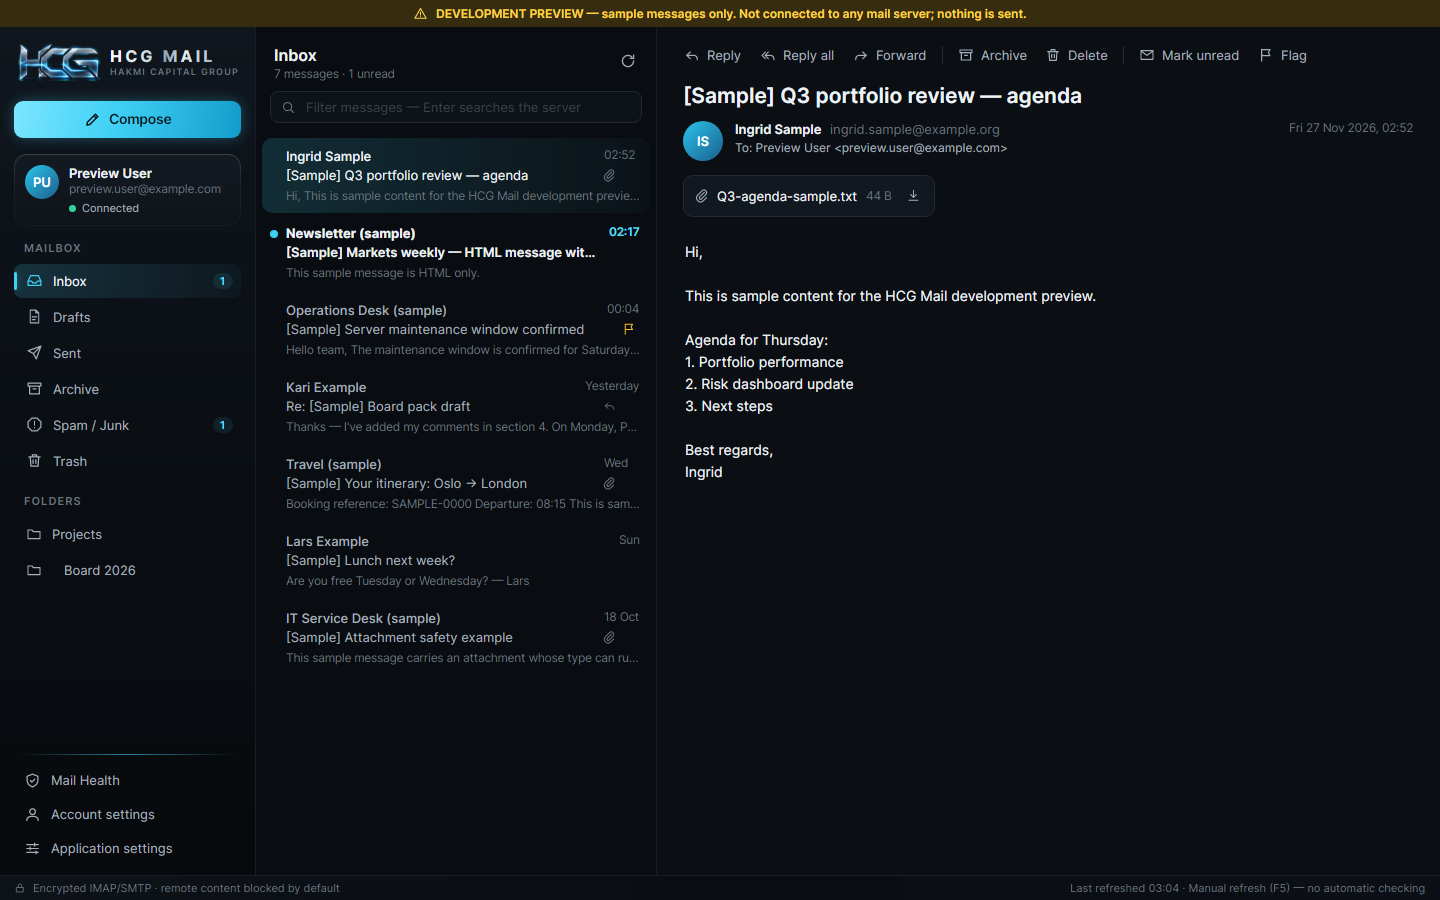 DEVELOPMENT PREVIEW — sample messages only. Not connected to any mail server; nothing is sent.
HCG
HCG MAIL
HAKMI CAPITAL GROUP
Compose
PU
Preview User
preview.user@example.com
Connected
MAILBOX
Inbox 1
Drafts
Sent
Archive
Spam / Junk 1
Trash
FOLDERS
Projects
Board 2026
Mail Health
Account settings
Application settings
Inbox
7 messages · 1 unread
Filter messages — Enter searches the server
Ingrid Sample 02:52
[Sample] Q3 portfolio review — agenda
Hi, This is sample content for the HCG Mail development previe...
Newsletter (sample) 02:17
[Sample] Markets weekly — HTML message wit...
This sample message is HTML only.
Operations Desk (sample) 00:04
[Sample] Server maintenance window confirmed
Hello team, The maintenance window is confirmed for Saturday...
Kari Example Yesterday
Re: [Sample] Board pack draft
Thanks — I've added my comments in section 4. On Monday, P...
Travel (sample) Wed
[Sample] Your itinerary: Oslo → London
Booking reference: SAMPLE-0000 Departure: 08:15 This is sam...
Lars Example Sun
[Sample] Lunch next week?
Are you free Tuesday or Wednesday? — Lars
IT Service Desk (sample) 18 Oct
[Sample] Attachment safety example
This sample message carries an attachment whose type can ru...
Reply Reply all Forward Archive Delete Mark unread Flag
[Sample] Q3 portfolio review — agenda
IS
Ingrid Sample ingrid.sample@example.org Fri 27 Nov 2026, 02:52
To: Preview User <preview.user@example.com>
Q3-agenda-sample.txt 44 B
Hi,
This is sample content for the HCG Mail development preview.
Agenda for Thursday:
1. Portfolio performance
2. Risk dashboard update
3. Next steps
Best regards,
Ingrid
Encrypted IMAP/SMTP · remote content blocked by default
Last refreshed 03:04 · Manual refresh (F5) — no automatic checking